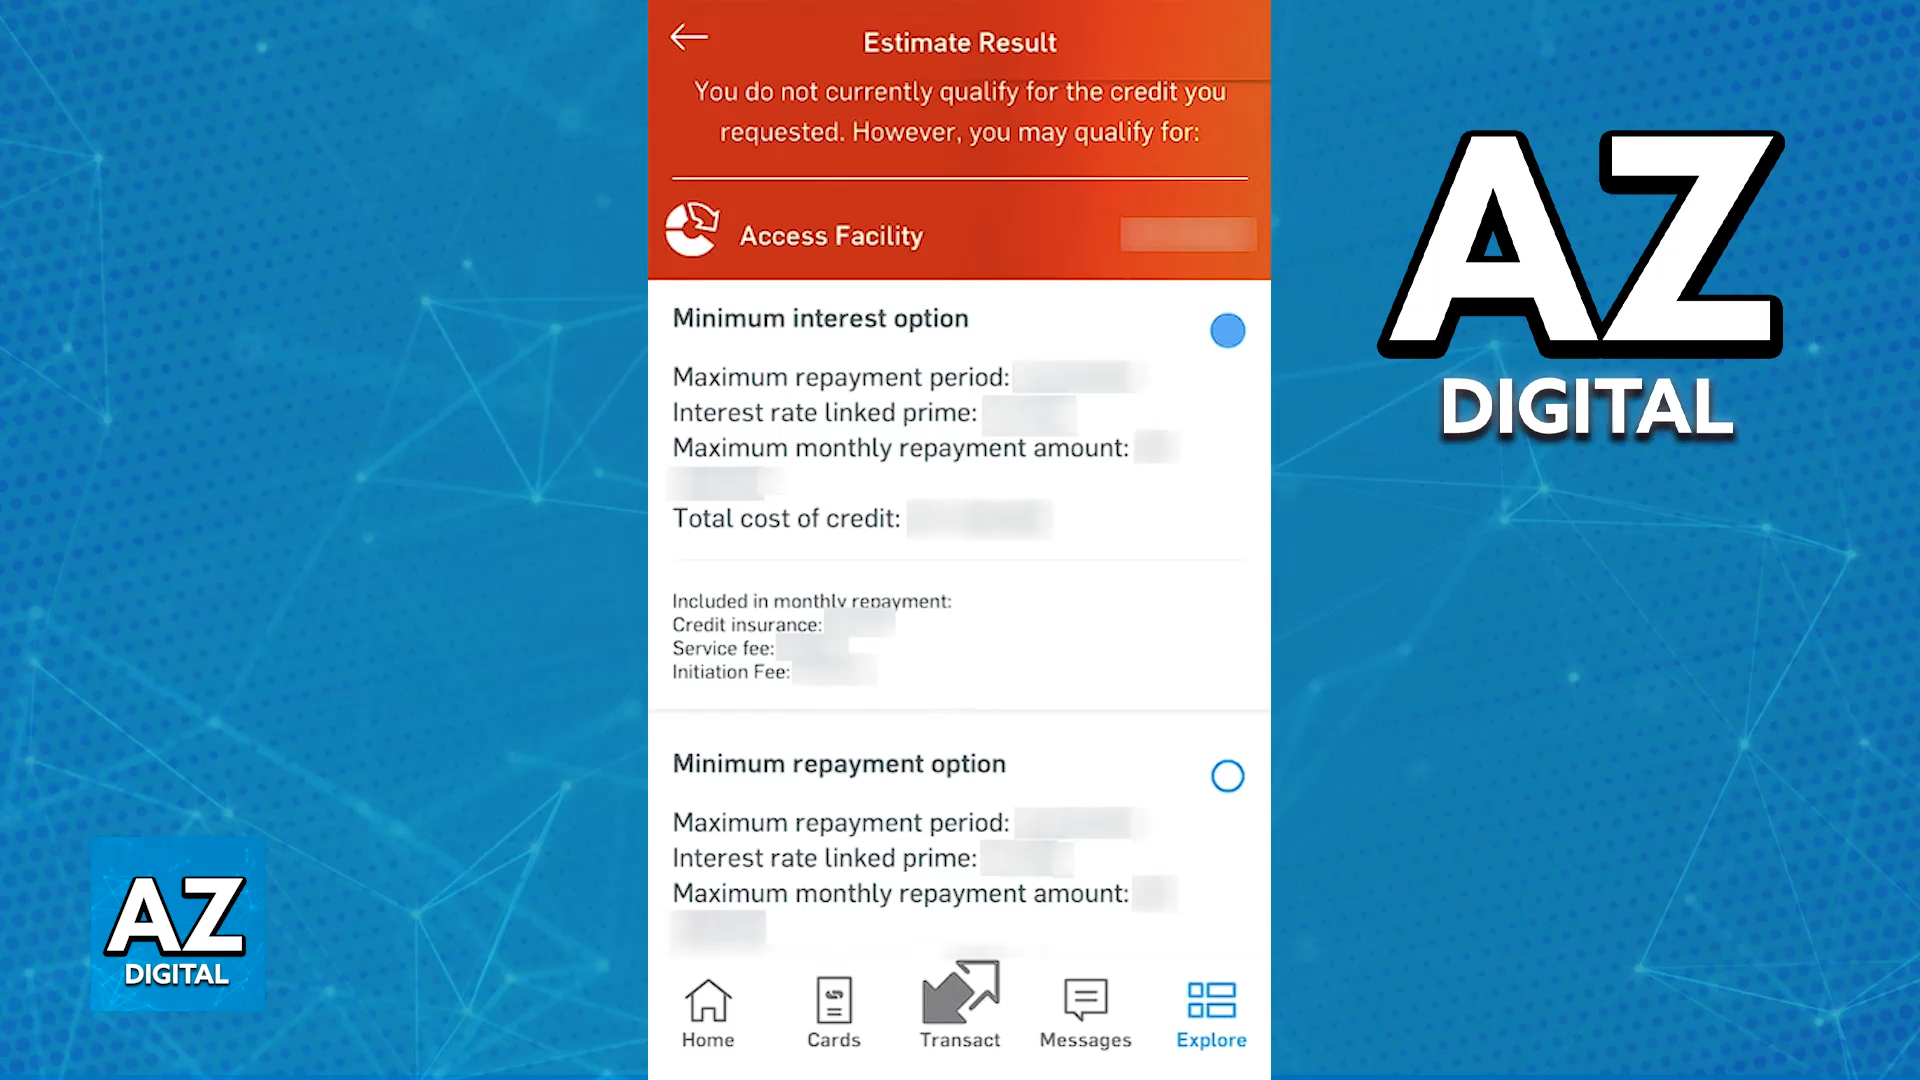 Estimate Result
You do not currently qualify for the credit you
requested. However, you may qualify for:
Access Facility
Minimum interest option
Maximum repayment period:
Interest rate linked prime:
Maximum monthly repayment amount:
Total cost of credit:
Included in monthly repayment:
Credit insurance:
Service fee:
Initiation Fee:
Minimum repayment option
Maximum repayment period:
Interest rate linked prime:
Maximum monthly repayment amount:
Home
Cards
Transact
Messages
Explore
AZ
DIGITAL
AZ
DIGITAL